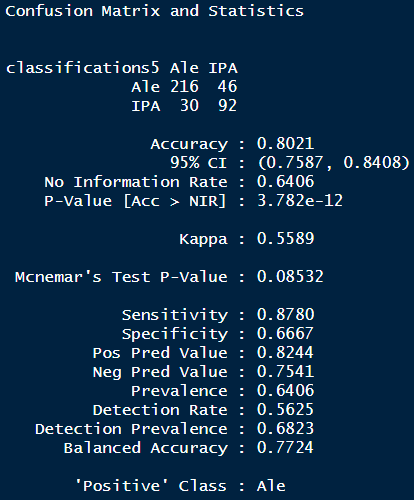 Confusion Matrix and Statistics
classifications5 Ale IPA
Ale 216 46
IPA 30 92
Accuracy : 0.8021
95% CI : (0.7587, 0.8408)
No Information Rate : 0.6406
P-Value [Acc > NIR] : 3.782e-12
Kappa : 0.5589
Mcnemar's Test P-Value : 0.08532
Sensitivity : 0.8780
Specificity : 0.6667
Pos Pred Value : 0.8244
Neg Pred Value : 0.7541
Prevalence : 0.6406
Detection Rate : 0.5625
Detection Prevalence : 0.6823
Balanced Accuracy : 0.7724
'Positive' Class : Ale